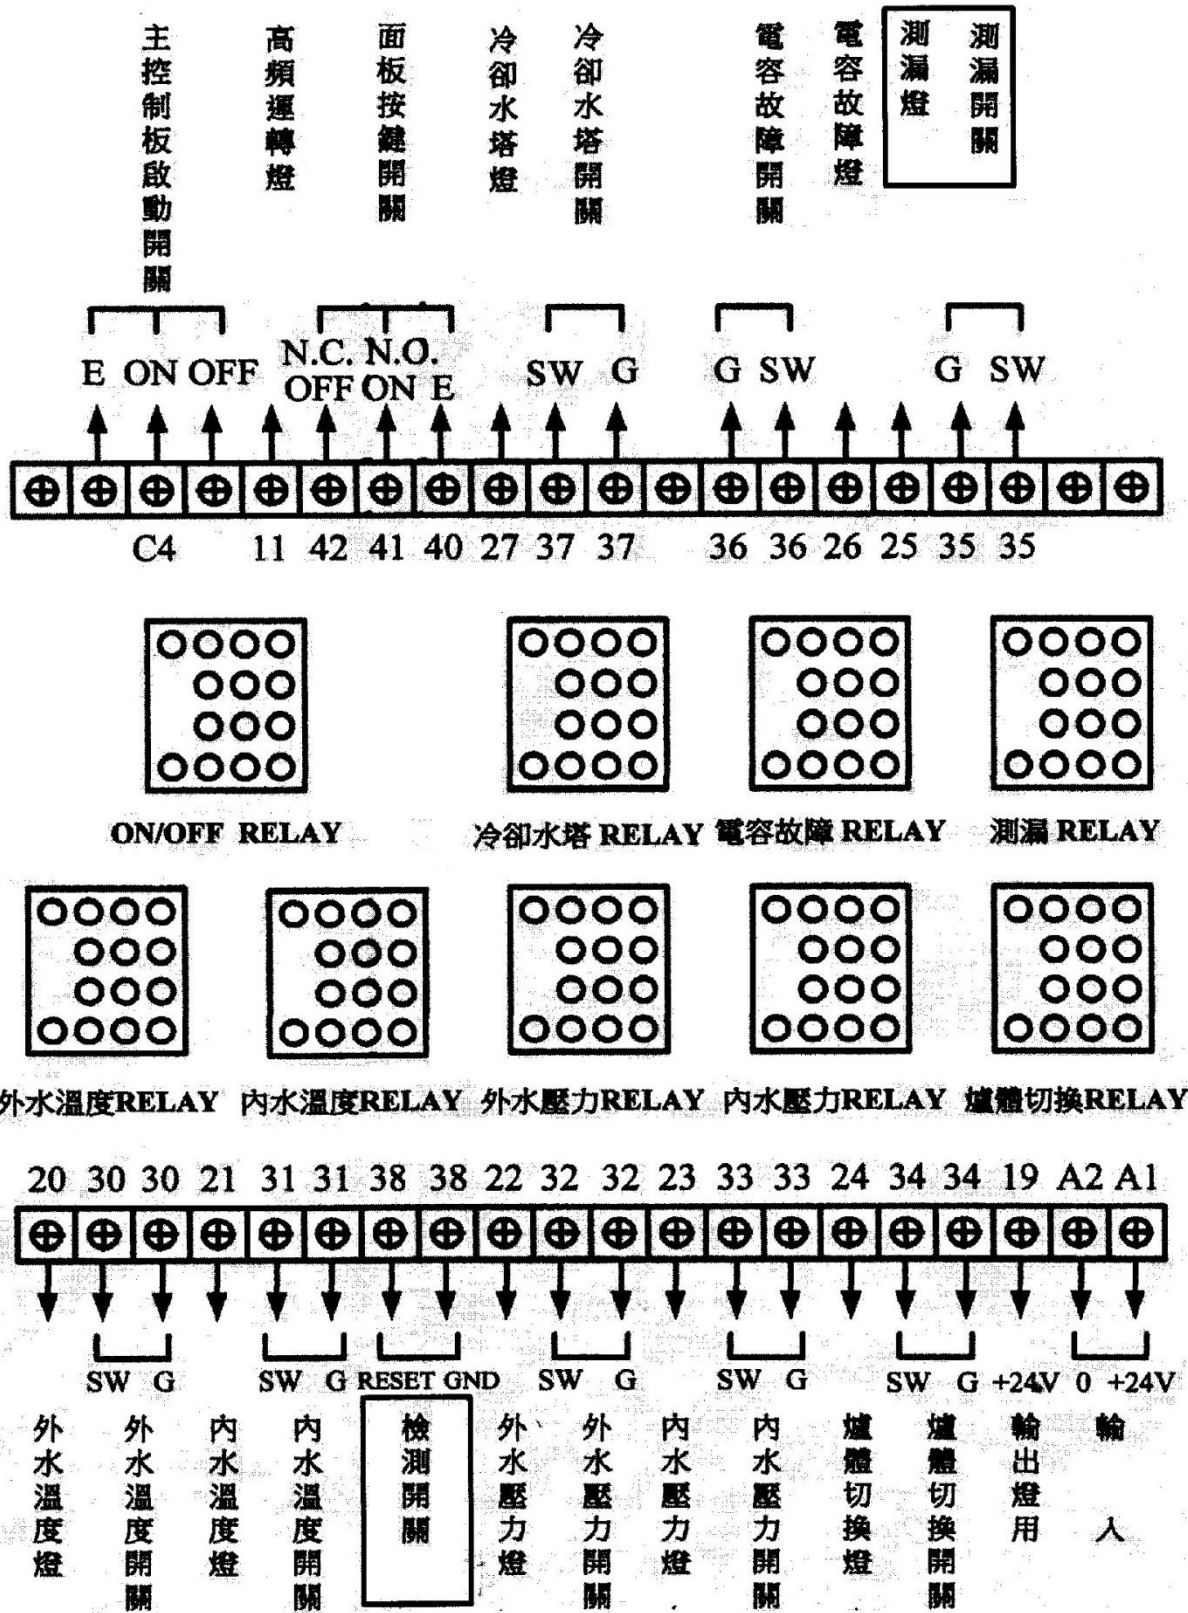 主控制板啟動開關
高頻運轉燈
面板按鍵開關
冷卻水塔燈
冷卻水塔開關
電容故障開關
電容故障燈
測漏燈
測漏開關
N.C. N.O.
E ON OFF OFF ON E SW G G SW G SW
C4 11 42 41 40 27 37 37 36 36 26 25 35 35
ON/OFF RELAY 冷卻水塔 RELAY 電容故障 RELAY 測漏 RELAY
外水溫度RELAY 內水溫度RELAY 外水壓力RELAY 內水壓力RELAY 爐體切換RELAY
20 30 30 21 31 31 38 38 22 32 32 23 33 33 24 34 34 19 A2 A1
SW G SW G RESET GND SW G SW G SW G +24V 0 +24V
外水溫度燈
外水溫度開關
內水溫度燈
內水溫度開關
檢測開關
外水壓力燈
外水壓力開關
內水壓力燈
內水壓力開關
爐體切換燈
爐體切換開關
輸出燈用
輸入